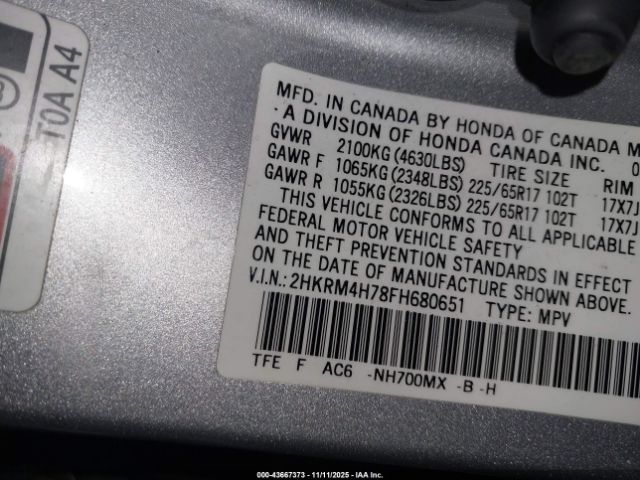 T0A A4
MFD. IN CANADA BY HONDA OF CANADA M
A DIVISION OF HONDA CANADA INC. 0
GVWR 2100KG (4630LBS) TIRE SIZE RIM
GAWR F 1065KG (2348LBS) 225/65R17 102T 17X7J
GAWR R 1055KG (2326LBS) 225/65R17 102T 17X7J
THIS VEHICLE CONFORMS TO ALL APPLICABLE
FEDERAL MOTOR VEHICLE SAFETY
AND THEFT PREVENTION STANDARDS IN EFFECT
ON THE DATE OF MANUFACTURE SHOWN ABOVE.
V.I.N.: 2HKRM4H78FH680651 TYPE: MPV
TFE F AC6 -NH700MX -B -H
000-43667373 - 11/11/2025 - IAA Inc.